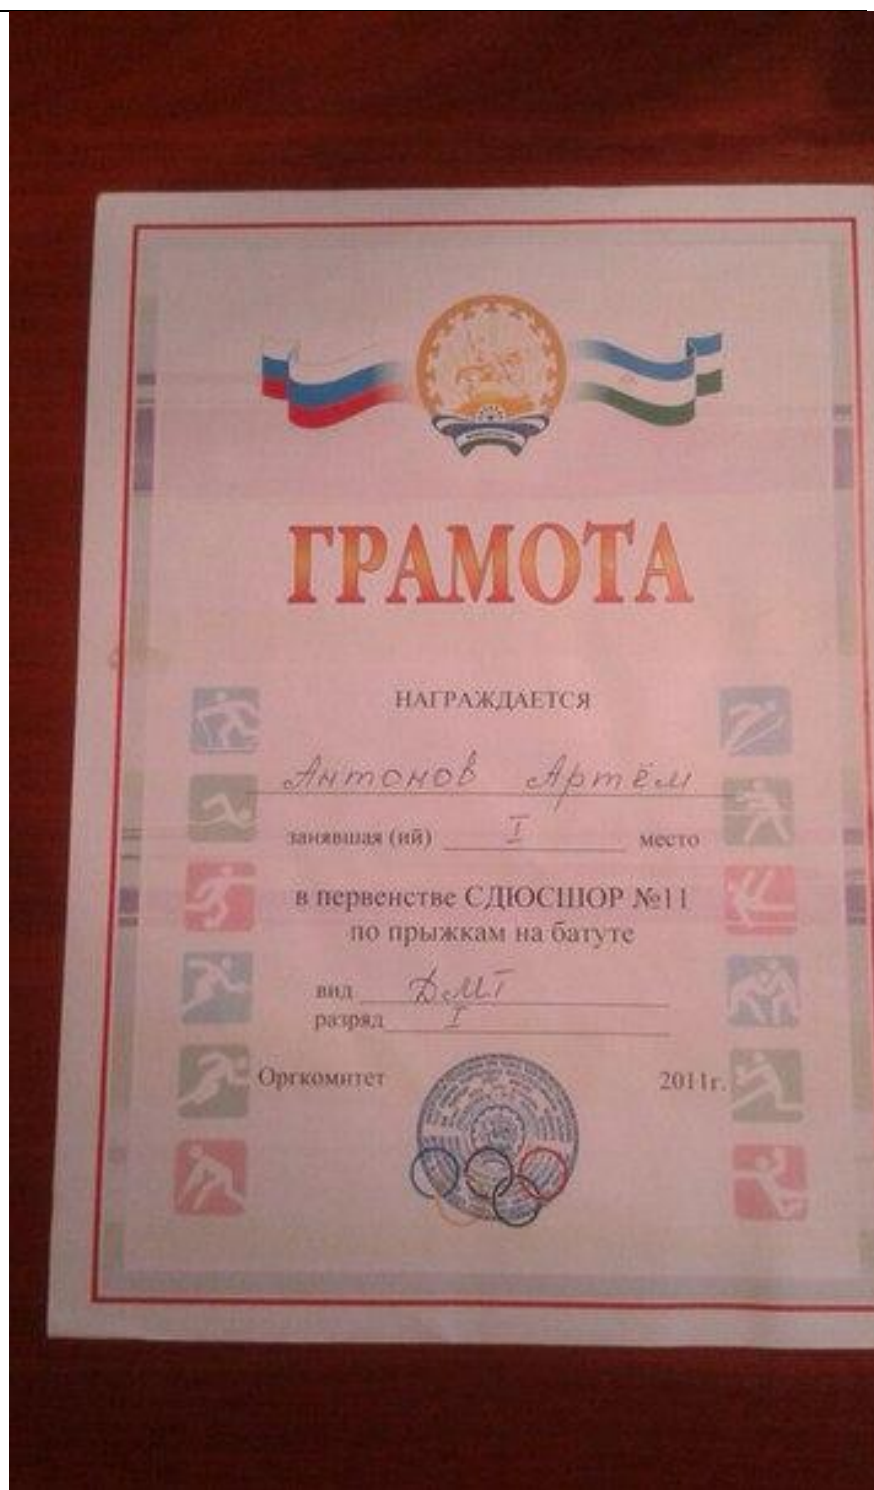 ГРАМОТА
НАГРАЖДАЕТСЯ
Антонов Артём
занявшая (ий) I место
в первенстве СДЮСШОР №11
по прыжкам на батуте
вид ДМТ
разряд I
Оргкомитет 2011г.